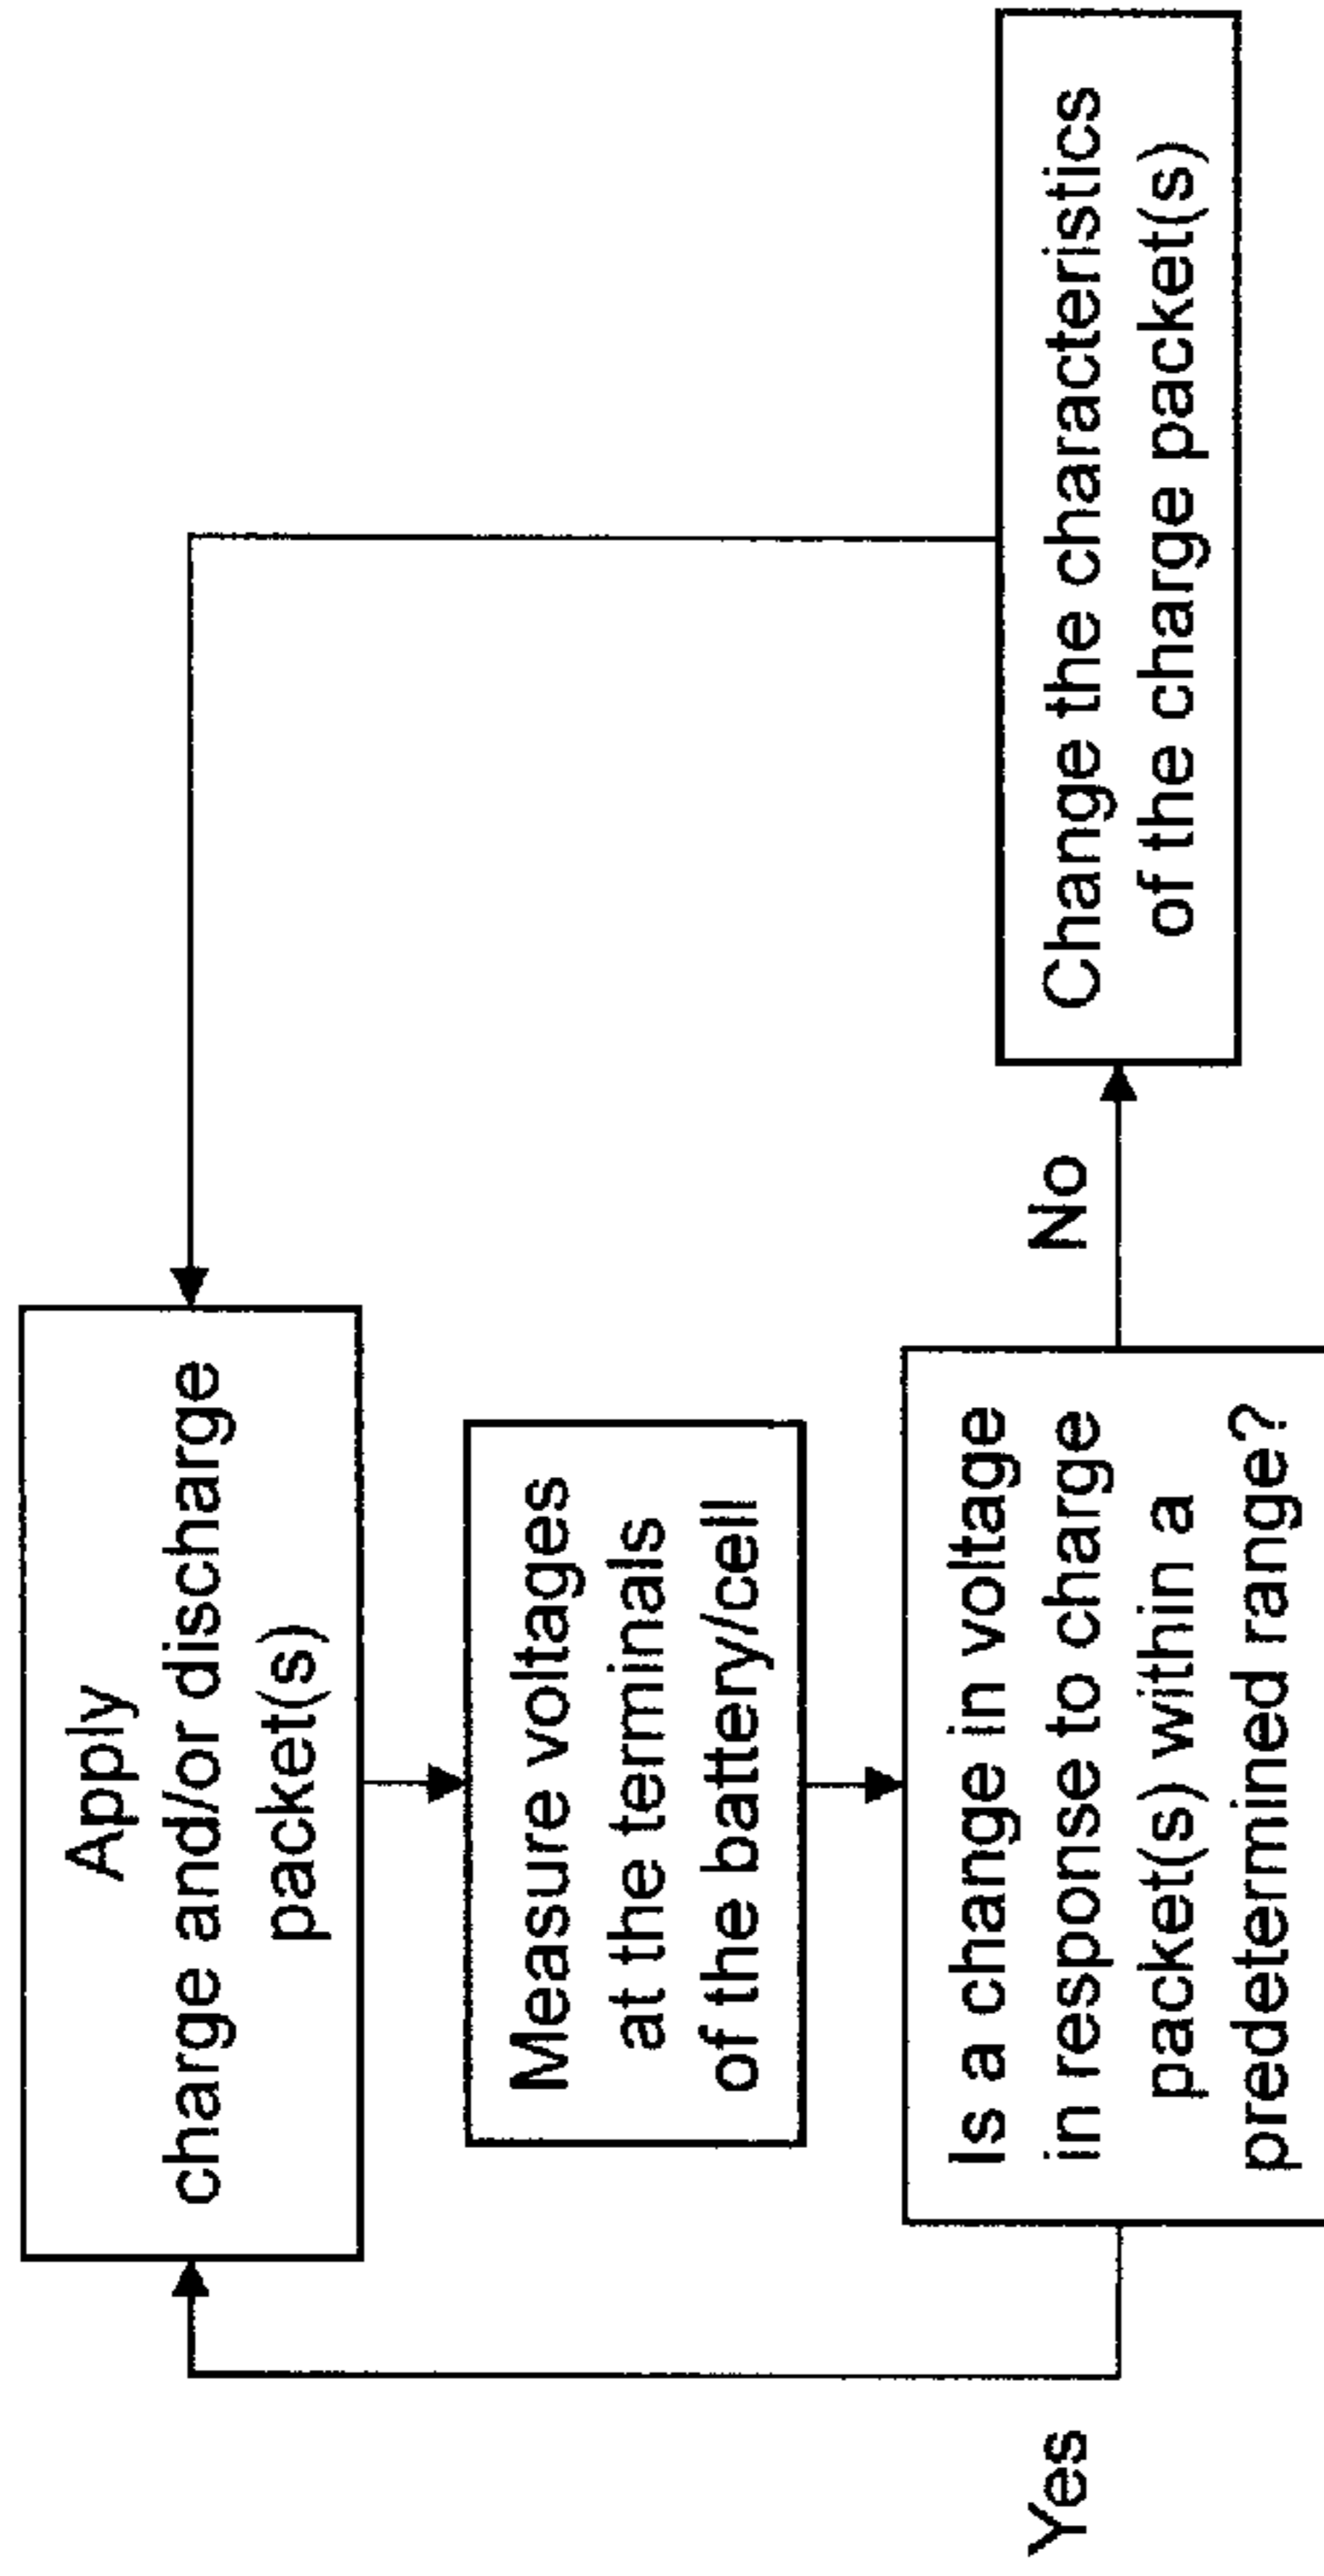 Apply
charge and/or discharge
packet(s)
Measure voltages
at the terminals
of the battery/cell
Is a change in voltage
in response to charge
packet(s) within a
predetermined range?
Yes
No
Change the characteristics
of the charge packet(s)